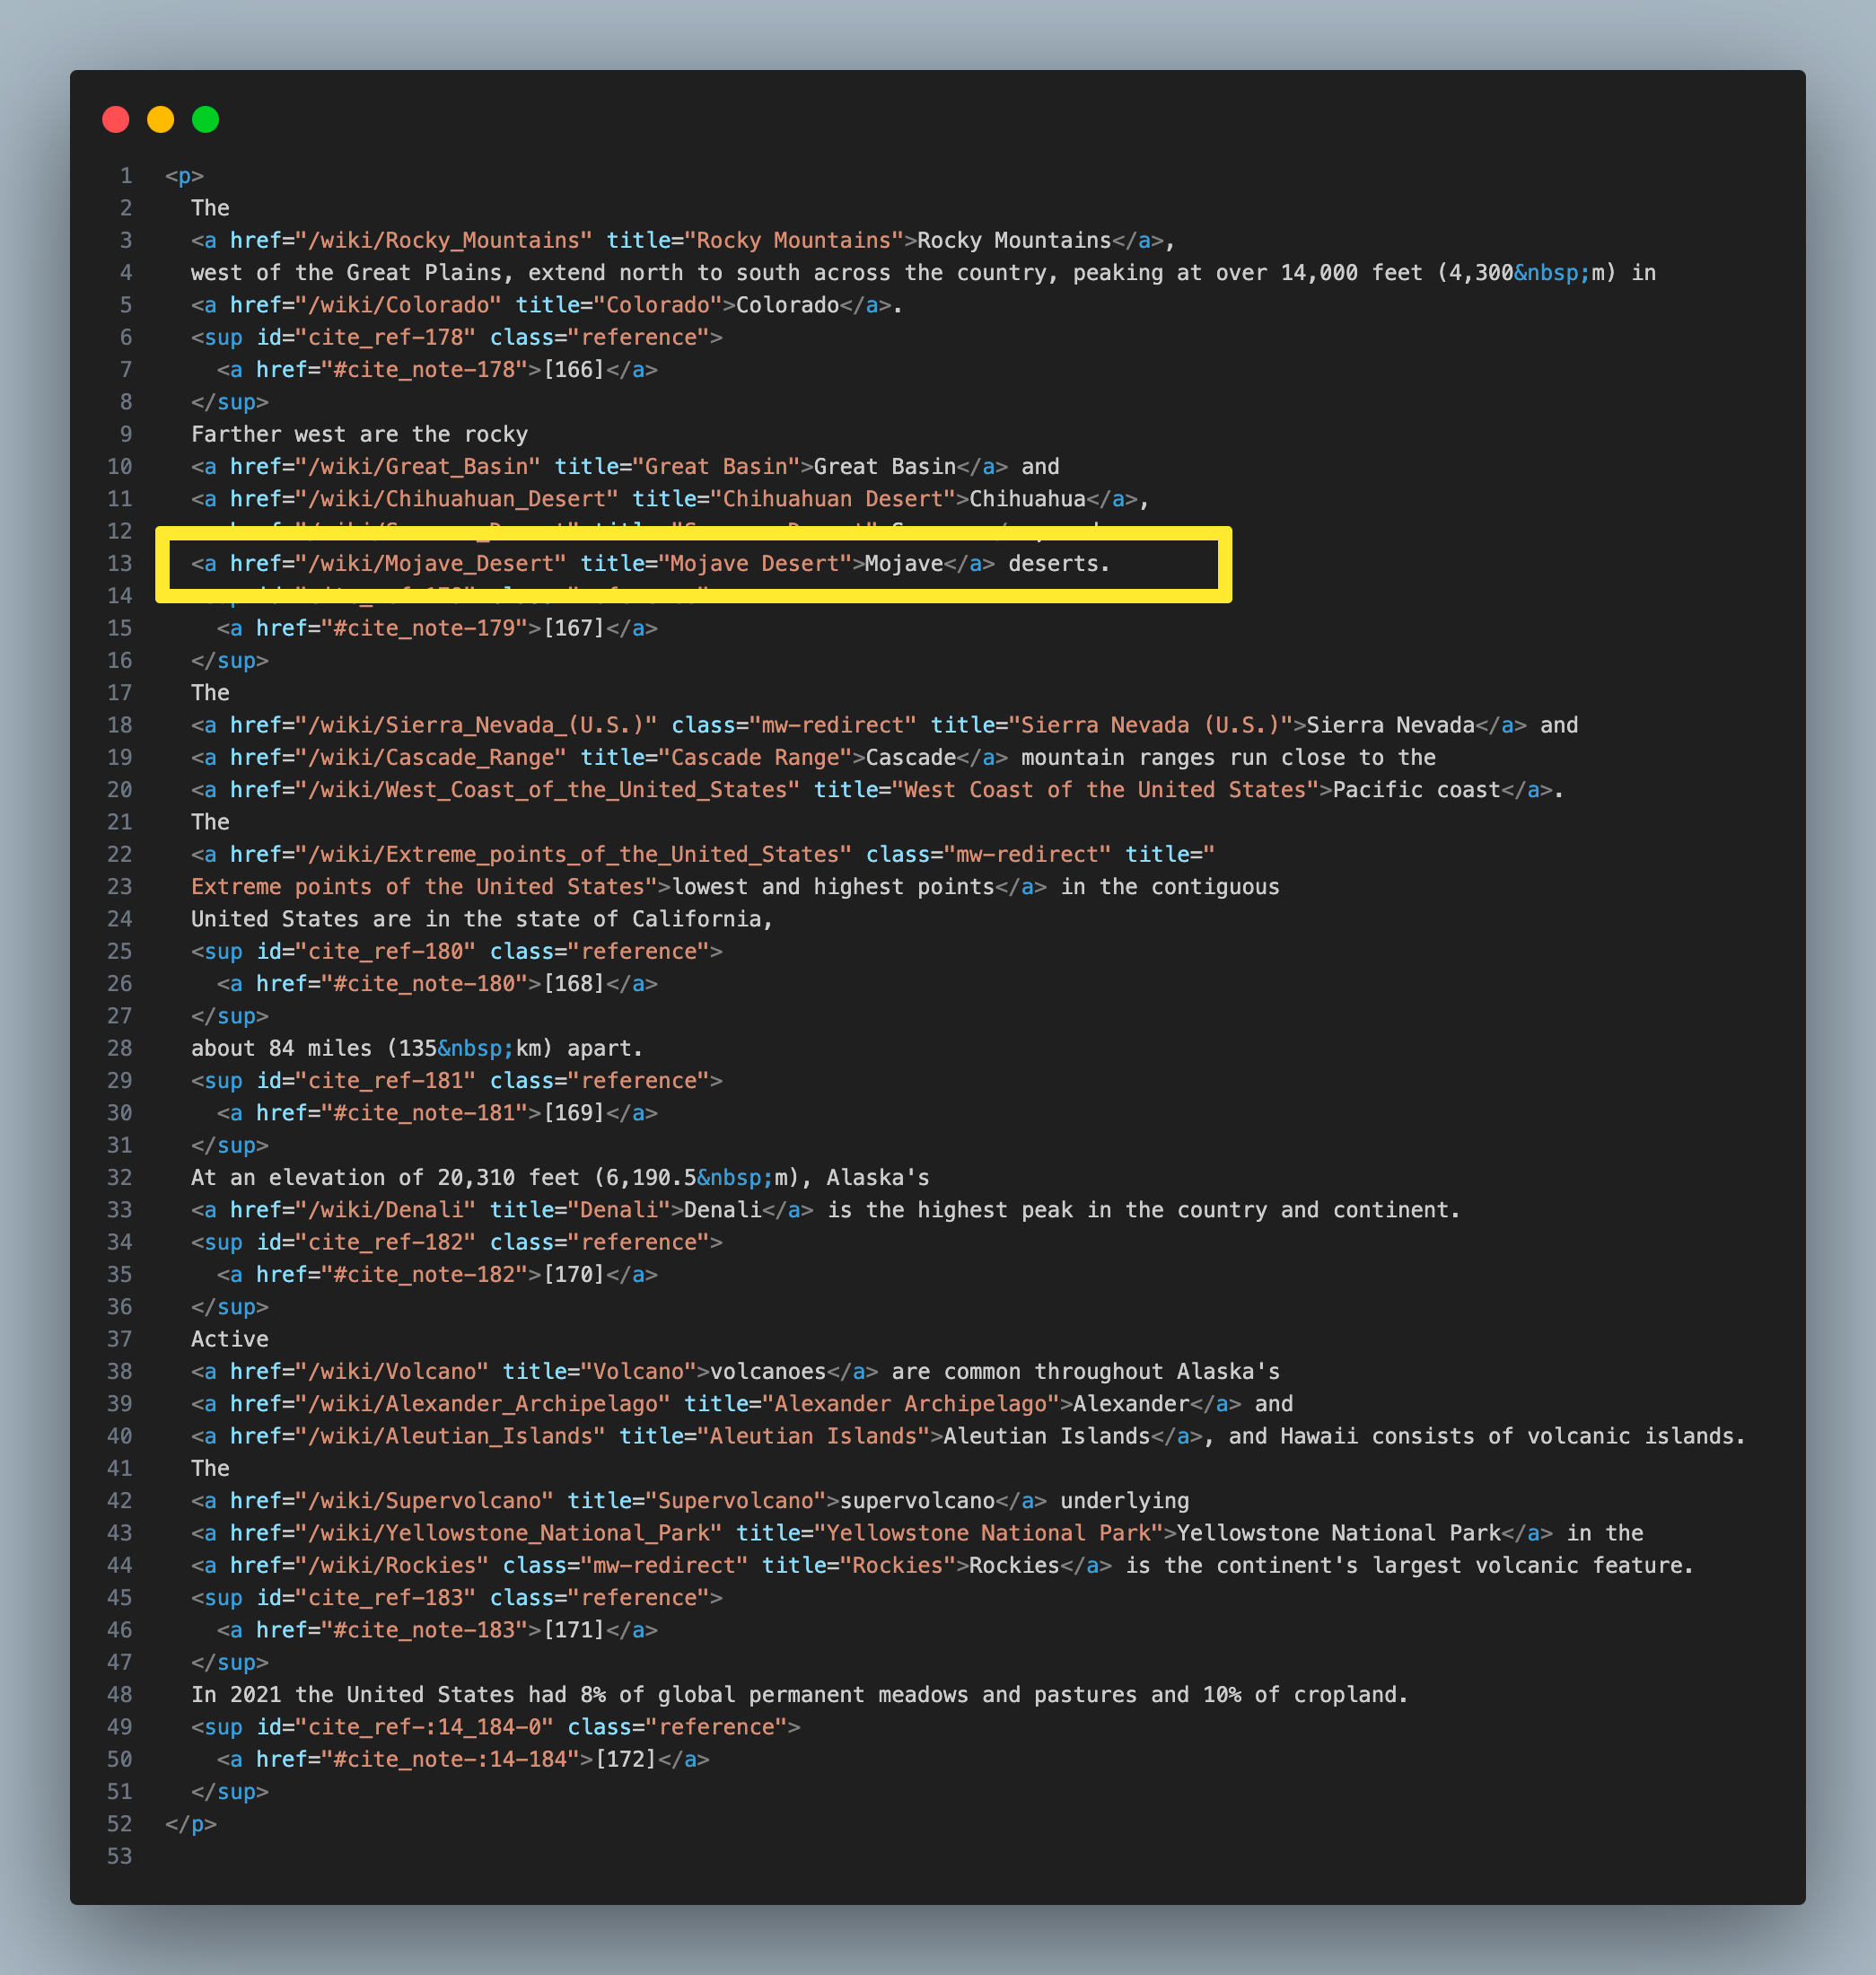 1 <p>
2 The
3 <a href="/wiki/Rocky_Mountains" title="Rocky Mountains">Rocky Mountains</a>,
4 west of the Great Plains, extend north to south across the country, peaking at over 14,000 feet (4,300&nbsp;m) in
5 <a href="/wiki/Colorado" title="Colorado">Colorado</a>.
6 <sup id="cite_ref-178" class="reference">
7 <a href="#cite_note-178">[166]</a>
8 </sup>
9 Farther west are the rocky
10 <a href="/wiki/Great_Basin" title="Great Basin">Great Basin</a> and
11 <a href="/wiki/Chihuahuan_Desert" title="Chihuahuan Desert">Chihuahua</a>,
12
13 <a href="/wiki/Mojave_Desert" title="Mojave Desert">Mojave</a> deserts.
14
15 <a href="#cite_note-179">[167]</a>
16 </sup>
17 The
18 <a href="/wiki/Sierra_Nevada_(U.S.)" class="mw-redirect" title="Sierra Nevada (U.S.)">Sierra Nevada</a> and
19 <a href="/wiki/Cascade_Range" title="Cascade Range">Cascade</a> mountain ranges run close to the
20 <a href="/wiki/West_Coast_of_the_United_States" title="West Coast of the United States">Pacific coast</a>.
21 The
22 <a href="/wiki/Extreme_points_of_the_United_States" class="mw-redirect" title="
23 Extreme points of the United States">lowest and highest points</a> in the contiguous
24 United States are in the state of California,
25 <sup id="cite_ref-180" class="reference">
26 <a href="#cite_note-180">[168]</a>
27 </sup>
28 about 84 miles (135&nbsp;km) apart.
29 <sup id="cite_ref-181" class="reference">
30 <a href="#cite_note-181">[169]</a>
31 </sup>
32 At an elevation of 20,310 feet (6,190.5&nbsp;m), Alaska's
33 <a href="/wiki/Denali" title="Denali">Denali</a> is the highest peak in the country and continent.
34 <sup id="cite_ref-182" class="reference">
35 <a href="#cite_note-182">[170]</a>
36 </sup>
37 Active
38 <a href="/wiki/Volcano" title="Volcano">volcanoes</a> are common throughout Alaska's
39 <a href="/wiki/Alexander_Archipelago" title="Alexander Archipelago">Alexander</a> and
40 <a href="/wiki/Aleutian_Islands" title="Aleutian Islands">Aleutian Islands</a>, and Hawaii consists of volcanic islands.
41 The
42 <a href="/wiki/Supervolcano" title="Supervolcano">supervolcano</a> underlying
43 <a href="/wiki/Yellowstone_National_Park" title="Yellowstone National Park">Yellowstone National Park</a> in the
44 <a href="/wiki/Rockies" class="mw-redirect" title="Rockies">Rockies</a> is the continent's largest volcanic feature.
45 <sup id="cite_ref-183" class="reference">
46 <a href="#cite_note-183">[171]</a>
47 </sup>
48 In 2021 the United States had 8% of global permanent meadows and pastures and 10% of cropland.
49 <sup id="cite_ref-:14_184-0" class="reference">
50 <a href="#cite_note-:14-184">[172]</a>
51 </sup>
52 </p>
53